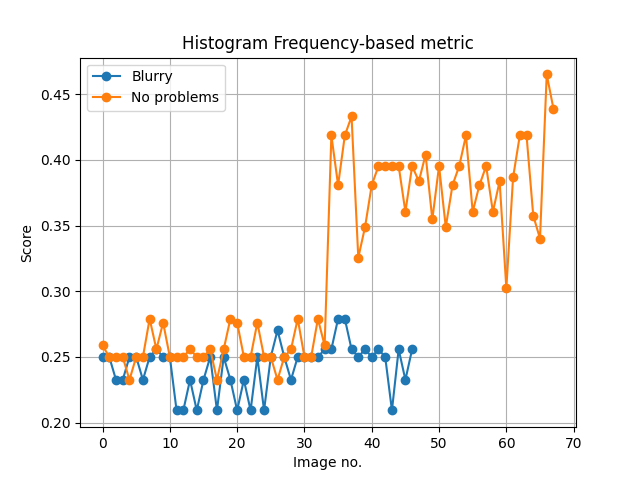 Histogram Frequency-based metric
Blurry
No problems
Score
0.45
0.40
0.35
0.30
0.25
0.20
0 10 20 30 40 50 60 70
Image no.